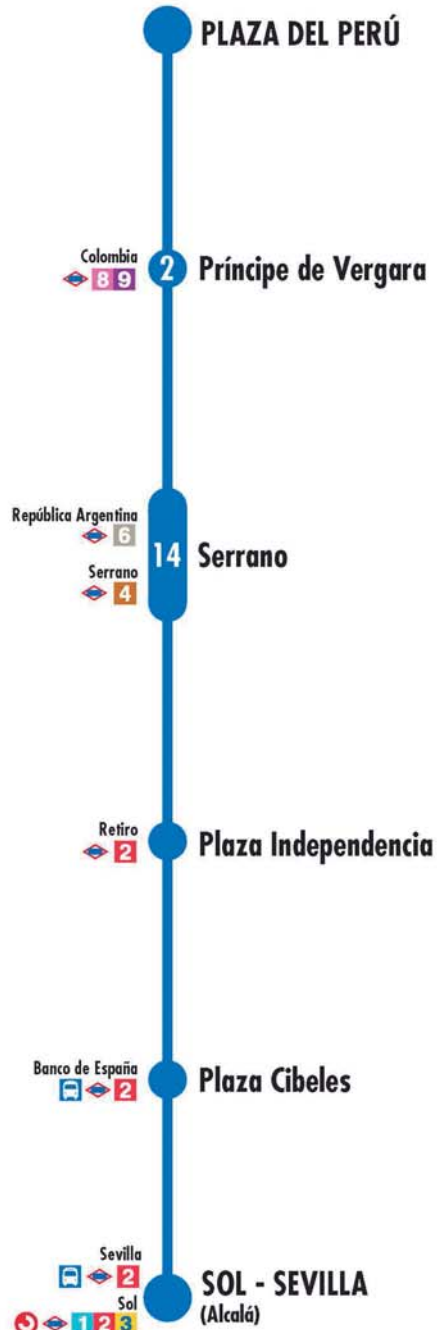 PLAZA DEL PERÚ
Colombia
8 9
2
Príncipe de Vergara
República Argentina
6
14
Serrano
Serrano
4
Retiro
2
Plaza Independencia
Banco de España
2
Plaza Cibeles
Sevilla
2
SOL - SEVILLA
(Alcalá)
Sol
1 2 3